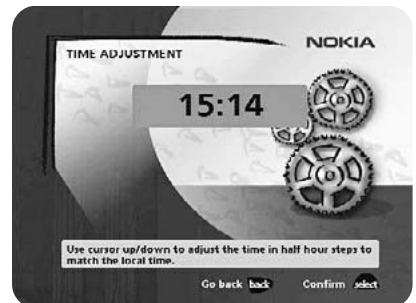 NOKIA
TIME ADJUSTMENT
15:14
Use cursor up/down to adjust the time in half hour steps to
match the local time.
Go back back Confirm select